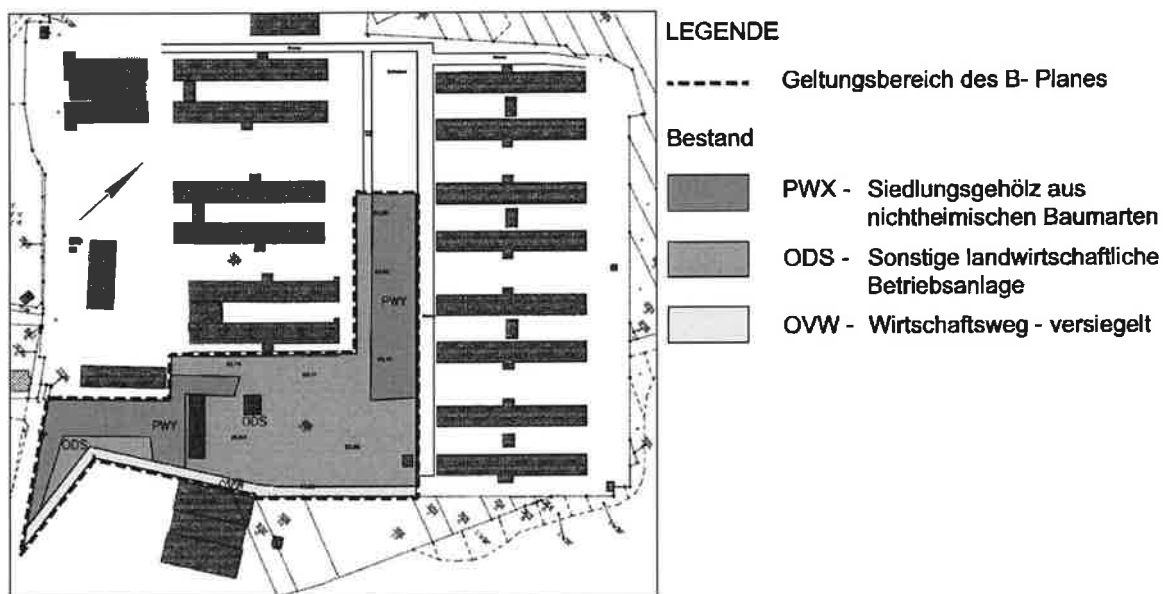 LEGENDE
Geltungsbereich des B- Planes
Bestand
PWX - Siedlungsgehölz aus
nichtheimischen Baumarten
ODS - Sonstige landwirtschaftliche
Betriebsanlage
OVW - Wirtschaftsweg - versiegelt
PWY
ODS
PWY
ODS